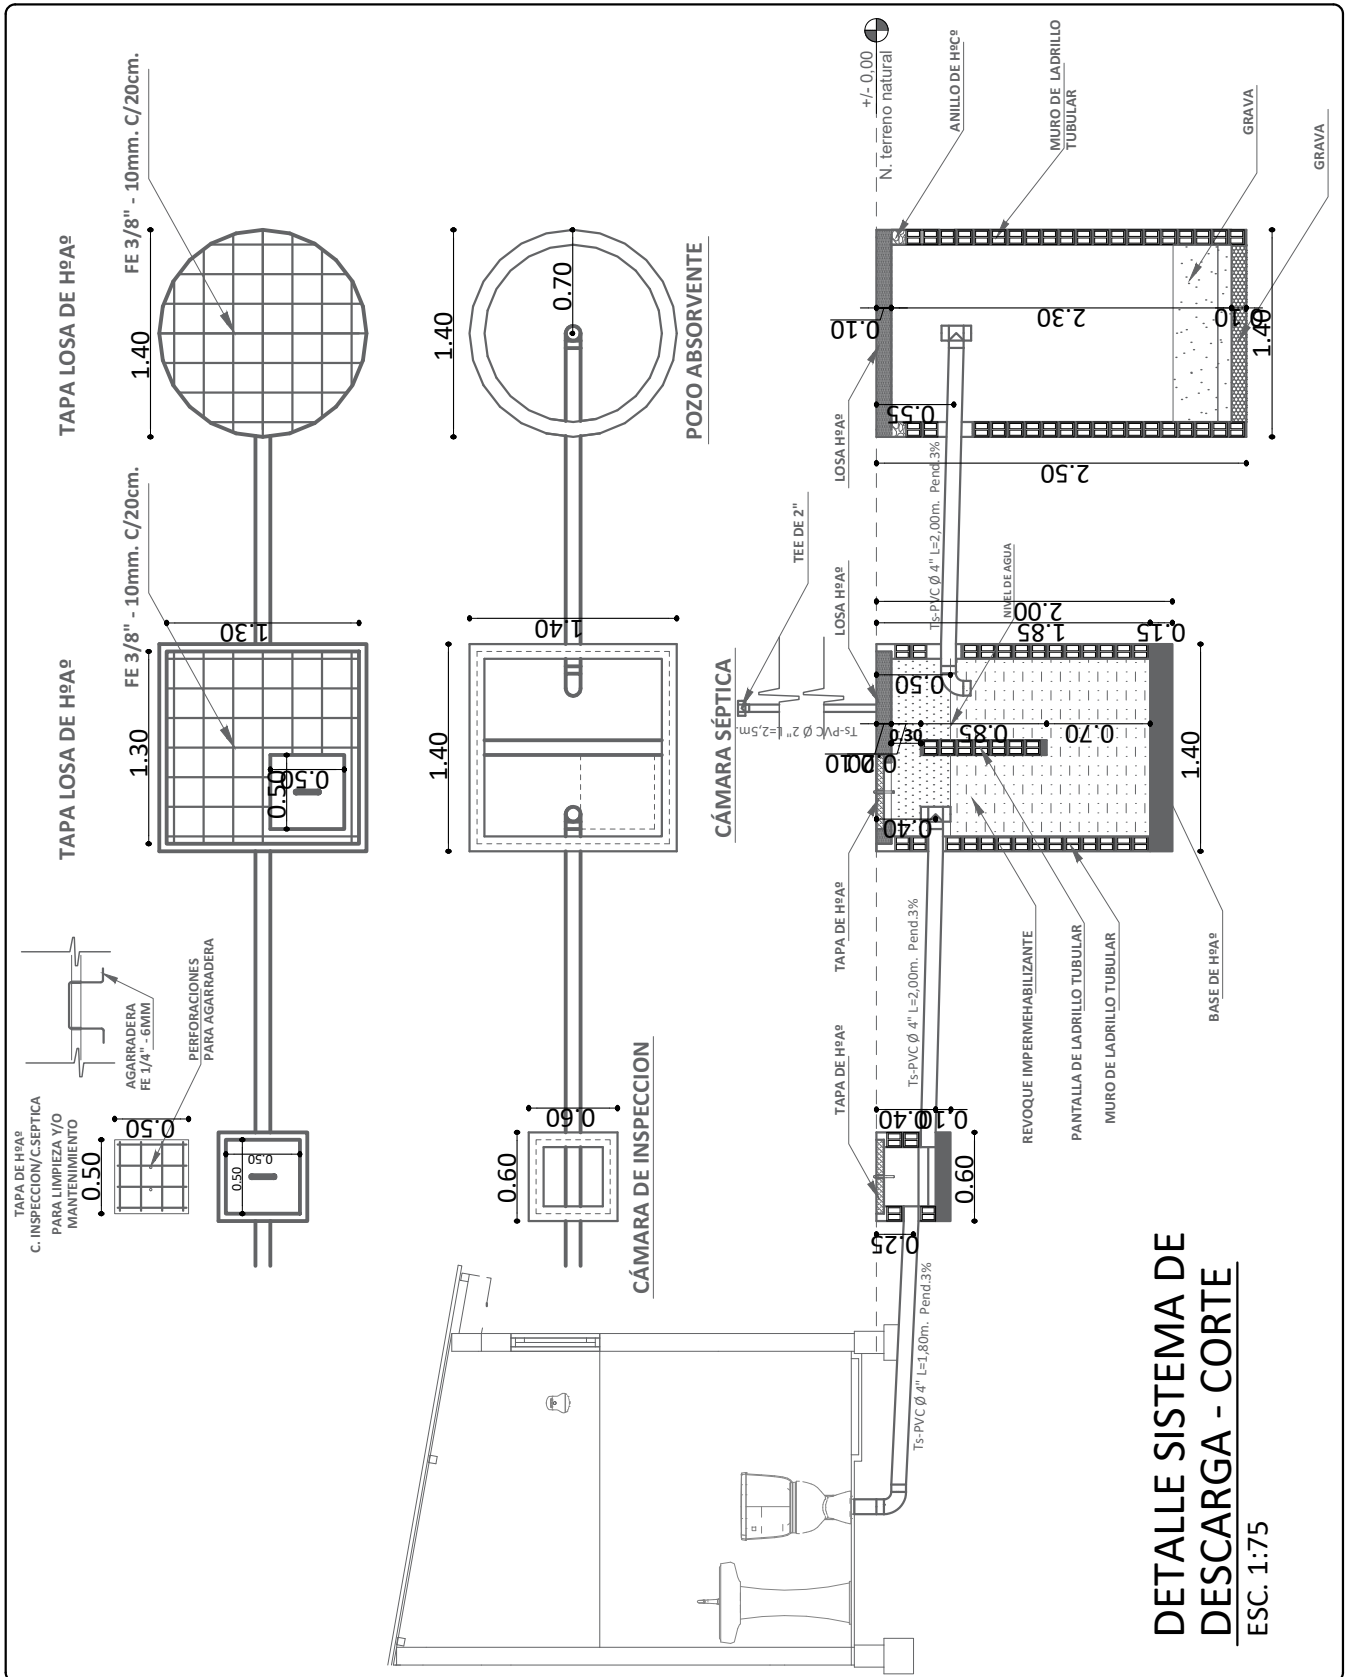 TAPA DE HºAº
C. INSPECCION/C.SEPTICA
PARA LIMPIEZA Y/O
MANTENIMIENTO
0.50
0.50
AGARRADERA
FE 1/4" - 6MM
PERFORACIONES
PARA AGARRADERA
0.50
0.50
TAPA LOSA DE HºAº
1.30
1.30
FE 3/8" - 10mm. C/20cm.
0.50
0.50
TAPA LOSA DE HºAº
1.40
FE 3/8" - 10mm. C/20cm.
0.60
0.60
CÁMARA DE INSPECCION
1.40
1.40
CÁMARA SÉPTICA
1.40
0.70
POZO ABSORVENTE
Ts-PVC Ø 4" L=1,80m. Pend.3%
0.25
TAPA DE HºAº
0.40
0.60
Ts-PVC Ø 4" L=2,00m. Pend.3%
TAPA DE HºAº
0.40
0.10
0.30
0.85
0.70
0.50
Ts-PVC Ø 2" L=2,5m.
TEE DE 2"
LOSA HºAº
NIVEL DE AGUA
2.00
1.85
0.15
1.40
REVOQUE IMPERMEHABILIZANTE
PANTALLA DE LADRILLO TUBULAR
MURO DE LADRILLO TUBULAR
BASE DE HºAº
Ts-PVC Ø 4" L=2,00m. Pend.3%
LOSA HºAº
0.55
2.50
0.10
2.30
1.40
+/- 0,00
N. terreno natural
ANILLO DE HºCº
MURO DE LADRILLO
TUBULAR
GRAVA
GRAVA
DETALLE SISTEMA DE
DESCARGA - CORTE
ESC. 1:75